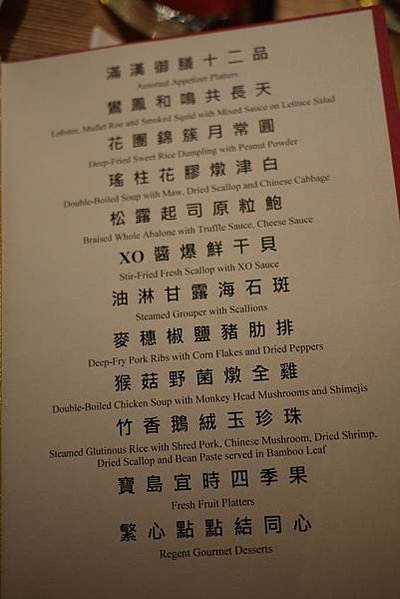 滿漢御膳十二品
Assorted Appetizer Platters
鸞鳳和鳴共長天
Lobster, Mullet Roe and Smoked Squid with Mixed Sauce on Lettuce Salad
花團錦簇月常圓
Deep-Fried Sweet Rice Dumpling with Peanut Powder
瑤柱花膠燉津白
Double-Boiled Soup with Maw, Dried Scallop and Chinese Cabbage
松露起司原粒鮑
Braised Whole Abalone with Truffle Sauce, Cheese Sauce
XO醬爆鮮干貝
Stir-Fried Fresh Scallop with XO Sauce
油淋甘露海石斑
Steamed Grouper with Scallions
麥穗椒鹽豬肋排
Deep-Fry Pork Ribs with Corn Flakes and Dried Peppers
猴菇野菌燉全雞
Double-Boiled Chicken Soup with Monkey Head Mushrooms and Shimejis
竹香鵝絨玉珍珠
Steamed Glutinous Rice with Shred Pork, Chinese Mushroom, Dried Shrimp,
Dried Scallop and Bean Paste served in Bamboo Leaf
寶島宜時四季果
Fresh Fruit Platters
繁心點點結同心
Regent Gourmet Desserts